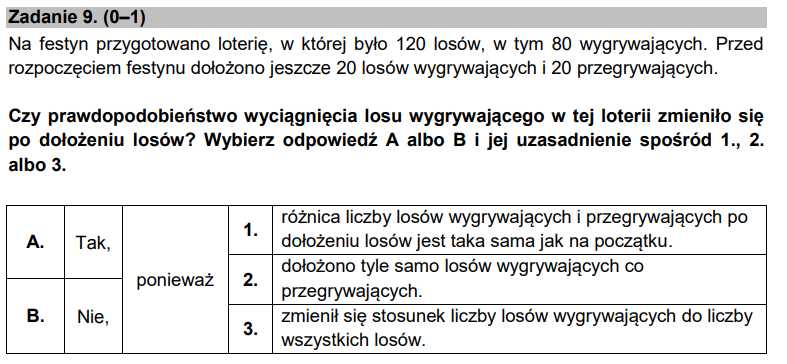 Zadanie 9. (0–1)
Na festyn przygotowano loterię, w której było 120 losów, w tym 80 wygrywających. Przed
rozpoczęciem festynu dołożono jeszcze 20 losów wygrywających i 20 przegrywających.
Czy prawdopodobieństwo wyciągnięcia losu wygrywającego w tej loterii zmieniło się
po dołożeniu losów? Wybierz odpowiedź A albo B i jej uzasadnienie spośród 1., 2.
albo 3.
A.
Tak,
B.
Nie,
ponieważ
1.
różnica liczby losów wygrywających i przegrywających po
dołożeniu losów jest taka sama jak na początku.
2.
dołożono tyle samo losów wygrywających co
przegrywających.
3.
zmienił się stosunek liczby losów wygrywających do liczby
wszystkich losów.